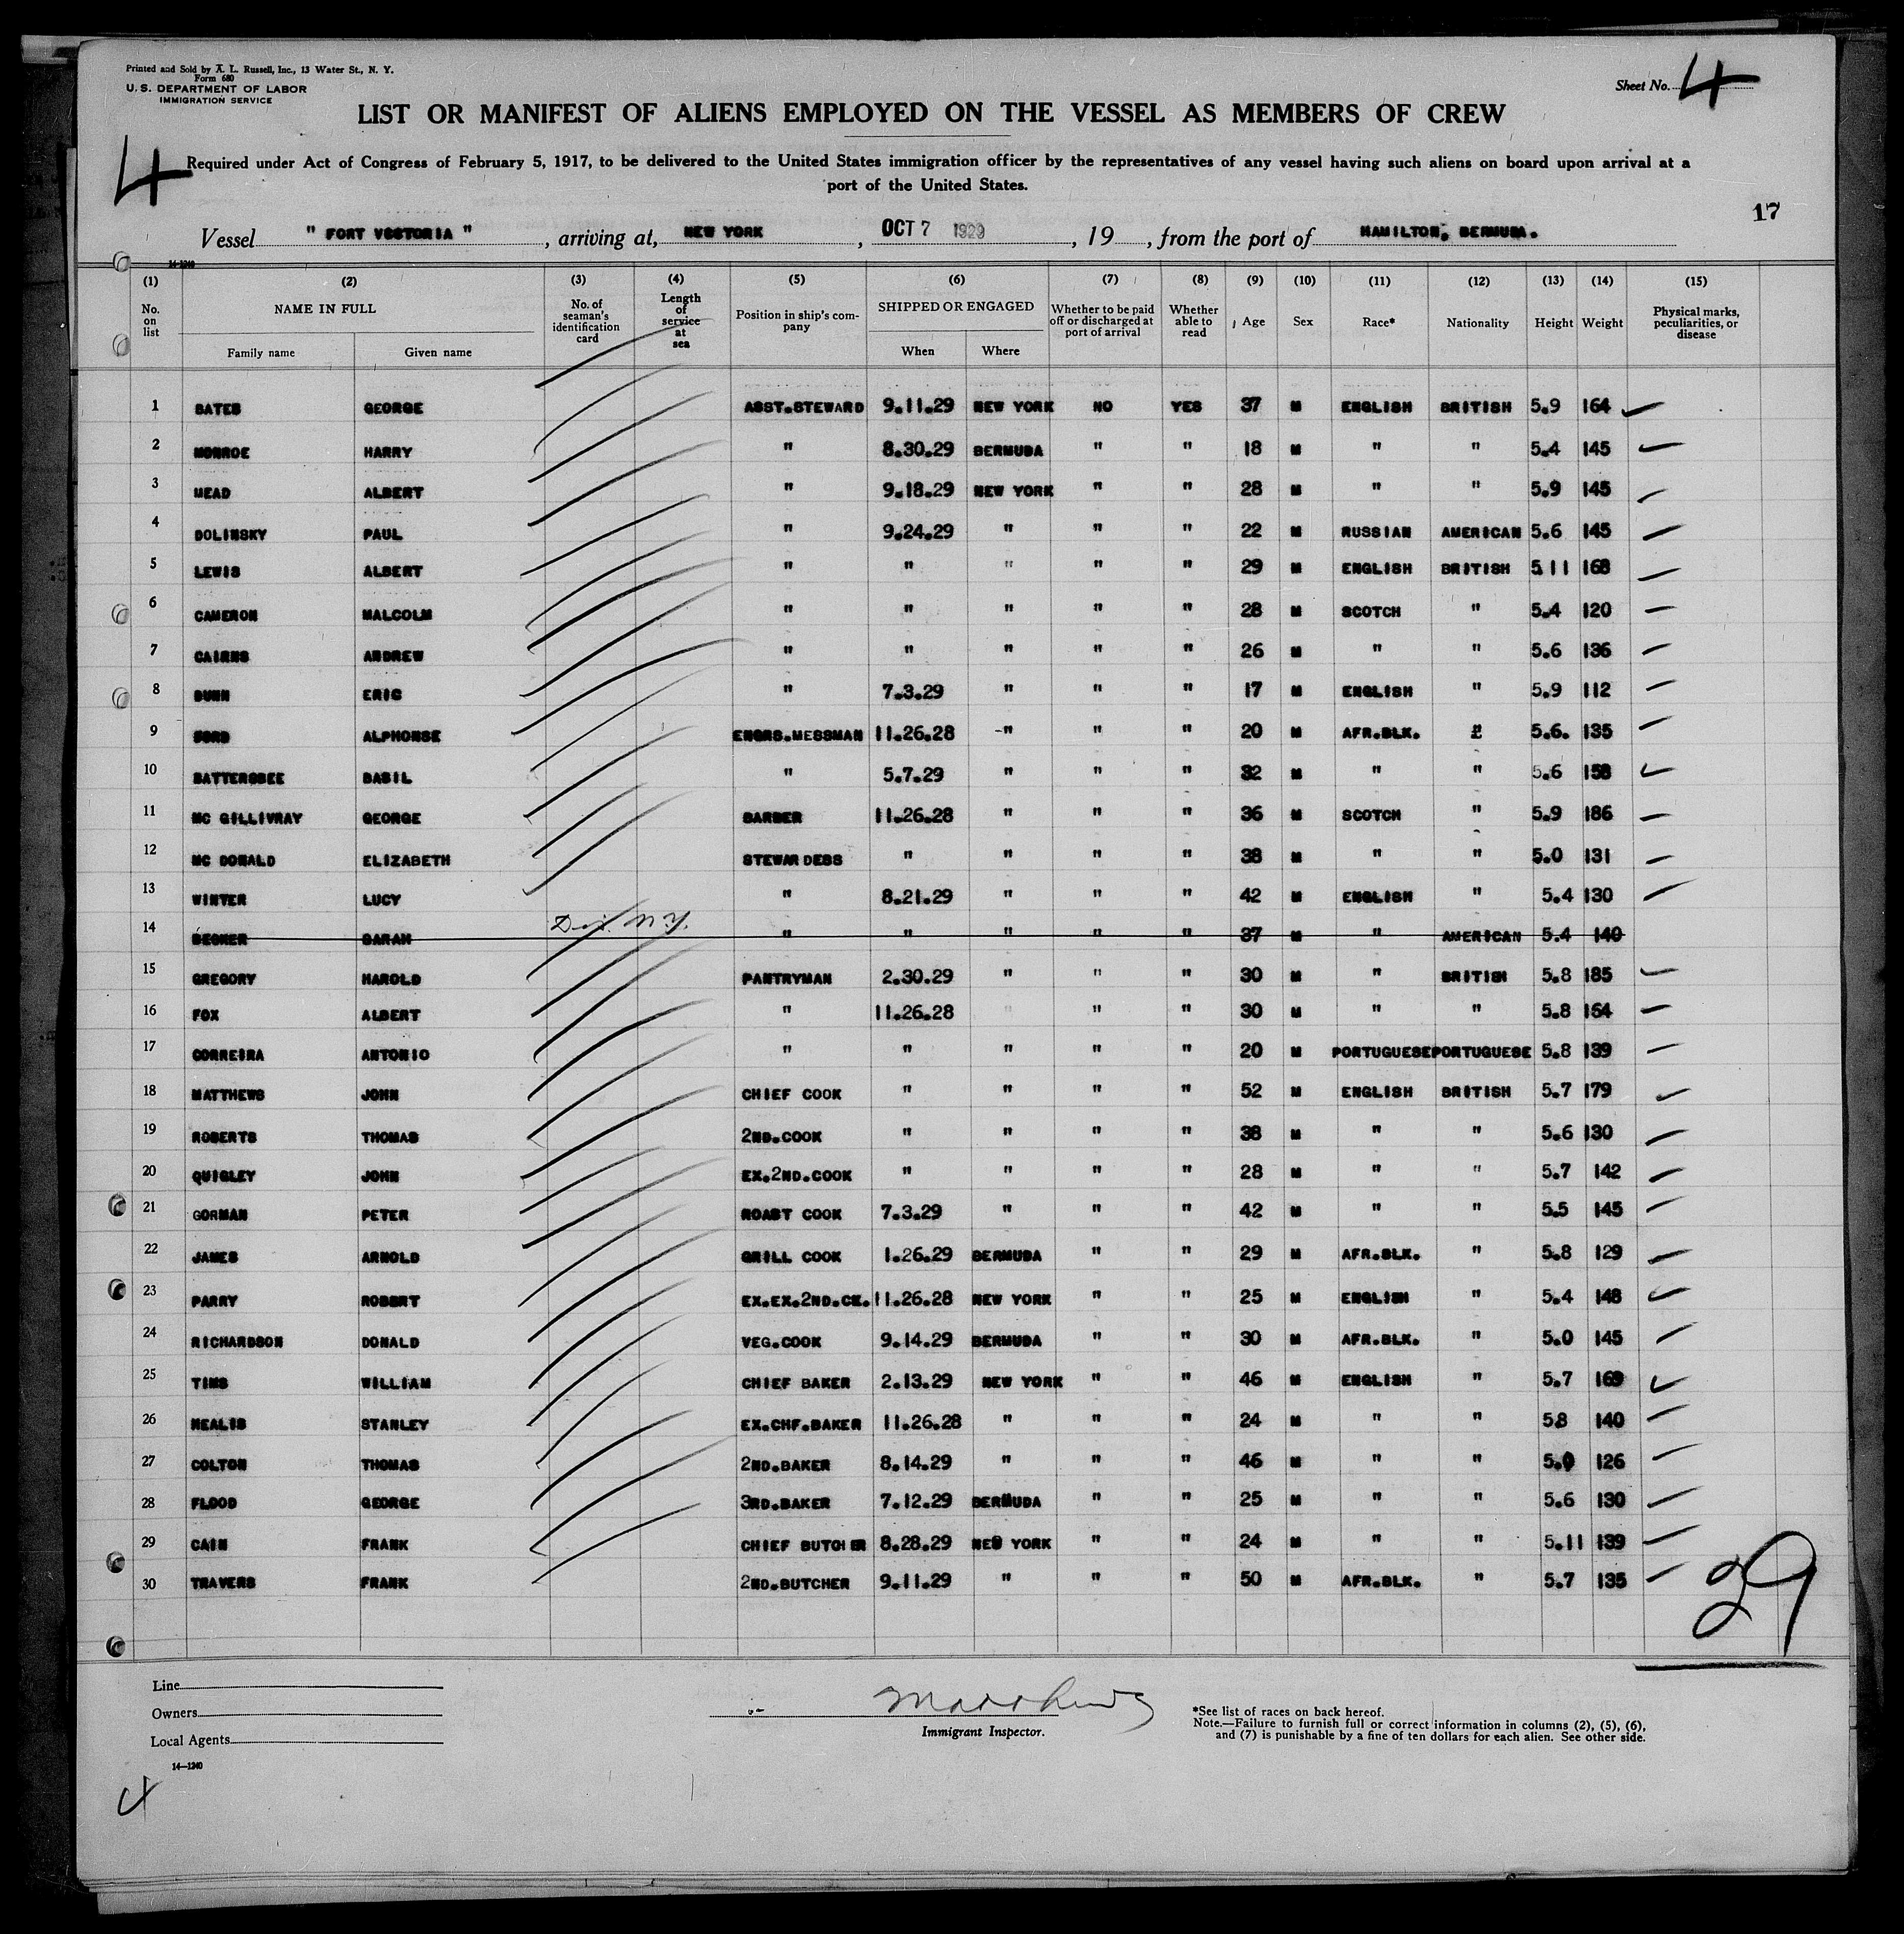 Printed and Sold by A. L. Russell, Inc., 13 Water St., N. Y.
Form 680
U. S. DEPARTMENT OF LABOR
IMMIGRATION SERVICE
Sheet No. 4
LIST OR MANIFEST OF ALIENS EMPLOYED ON THE VESSEL AS MEMBERS OF CREW
4
Required under Act of Congress of February 5, 1917, to be delivered to the United States immigration officer by the representatives of any vessel having such aliens on board upon arrival at a
port of the United States.
17
Vessel " FORT VICTORIA ", arriving at, NEW YORK, OCT 7 1929, 19 , from the port of HAMILTON, BERMUDA.
14-1240
(1) (2) (3) (4) (5) (6) (7) (8) (9) (10) (11) (12) (13) (14) (15)
No. on list NAME IN FULL Family name Given name No. of seaman's identification card Length of service at sea Position in ship's company SHIPPED OR ENGAGED When Where Whether to be paid off or discharged at port of arrival Whether able to read Age Sex Race* Nationality Height Weight Physical marks, peculiarities, or disease
1 BATES GEORGE ASST.STEWARD 9.11.29 NEW YORK NO YES 37 M ENGLISH BRITISH 5.9 164
2 MONROE HARRY " 8.30.29 BERMUDA " " 18 M " " 5.4 145
3 MEAD ALBERT " 9.18.29 NEW YORK " " 28 M " " 5.9 145
4 DOLINSKY PAUL " 9.24.29 " " " 22 M RUSSIAN AMERICAN 5.6 145
5 LEWIS ALBERT " " " " " 29 M ENGLISH BRITISH 5.11 168
6 CAMERON MALCOLM " " " " " 28 M SCOTCH " 5.4 120
7 CAIRNS ANDREW " " " " " 26 M " " 5.6 136
8 DUNN ERIC " 7.3.29 " " " 17 M ENGLISH " 5.9 112
9 FORD ALPHONSE ENGRS.MESSMAN 11.26.28 -" " " 20 M AFR.BLK. " 5.6. 135
10 BATTERSBEE BASIL " 5.7.29 " " " 32 M " " 5.6 158
11 MC GILLIVRAY GEORGE BARBER 11.26.28 " " " 36 M SCOTCH " 5.9 186
12 MC DONALD ELIZABETH STEWARDESS " " " " 38 M " " 5.0 131
13 WINTER LUCY " 8.21.29 " " " 42 M ENGLISH " 5.4 130
14 BECKER SARAH Dis. N.Y. " " " " " 37 M " AMERICAN 5.4 140
15 GREGORY HAROLD PANTRYMAN 2.30.29 " " " 30 M " BRITISH 5.8 185
16 FOX ALBERT " 11.26.28 " " " 30 M " " 5.8 154
17 CORREIRA ANTONIO " " " " " 20 M PORTUGUESE PORTUGUESE 5.8 139
18 MATTHEWS JOHN CHIEF COOK " " " " 52 M ENGLISH BRITISH 5.7 179
19 ROBERTS THOMAS 2ND.COOK " " " " 38 M " " 5.6 130
20 QUIGLEY JOHN EX.2ND.COOK " " " " 28 M " " 5.7 142
21 GORMAN PETER ROAST COOK 7.3.29 " " " 42 M " " 5.5 145
22 JAMES ARNOLD GRILL COOK 1.26.29 BERMUDA " " 29 M AFR.BLK. " 5.8 129
23 PARRY ROBERT EX.EX.2ND.CK. 11.26.28 NEW YORK " " 25 M ENGLISH " 5.4 148
24 RICHARDSON DONALD VEG.COOK 9.14.29 BERMUDA " " 30 M AFR.BLK. " 5.0 145
25 TIMS WILLIAM CHIEF BAKER 2.13.29 NEW YORK " " 46 M ENGLISH " 5.7 169
26 NEALIS STANLEY EX.CHF.BAKER 11.26.28 " " " 24 M " " 5.8 140
27 COLTON THOMAS 2ND.BAKER 8.14.29 " " " 46 M " " 5.0 126
28 FLOOD GEORGE 3RD.BAKER 7.12.29 BERMUDA " " 25 M " " 5.6 130
29 CAIN FRANK CHIEF BUTCHER 8.28.29 NEW YORK " " 24 M " " 5.11 139
30 TRAVERS FRANK 2ND.BUTCHER 9.11.29 " " " 50 M AFR.BLK. " 5.7 135
29
Line
Owners
Local Agents
14-1240
Matthews
Immigrant Inspector.
*See list of races on back hereof.
Note.—Failure to furnish full or correct information in columns (2), (5), (6),
and (7) is punishable by a fine of ten dollars for each alien. See other side.
4